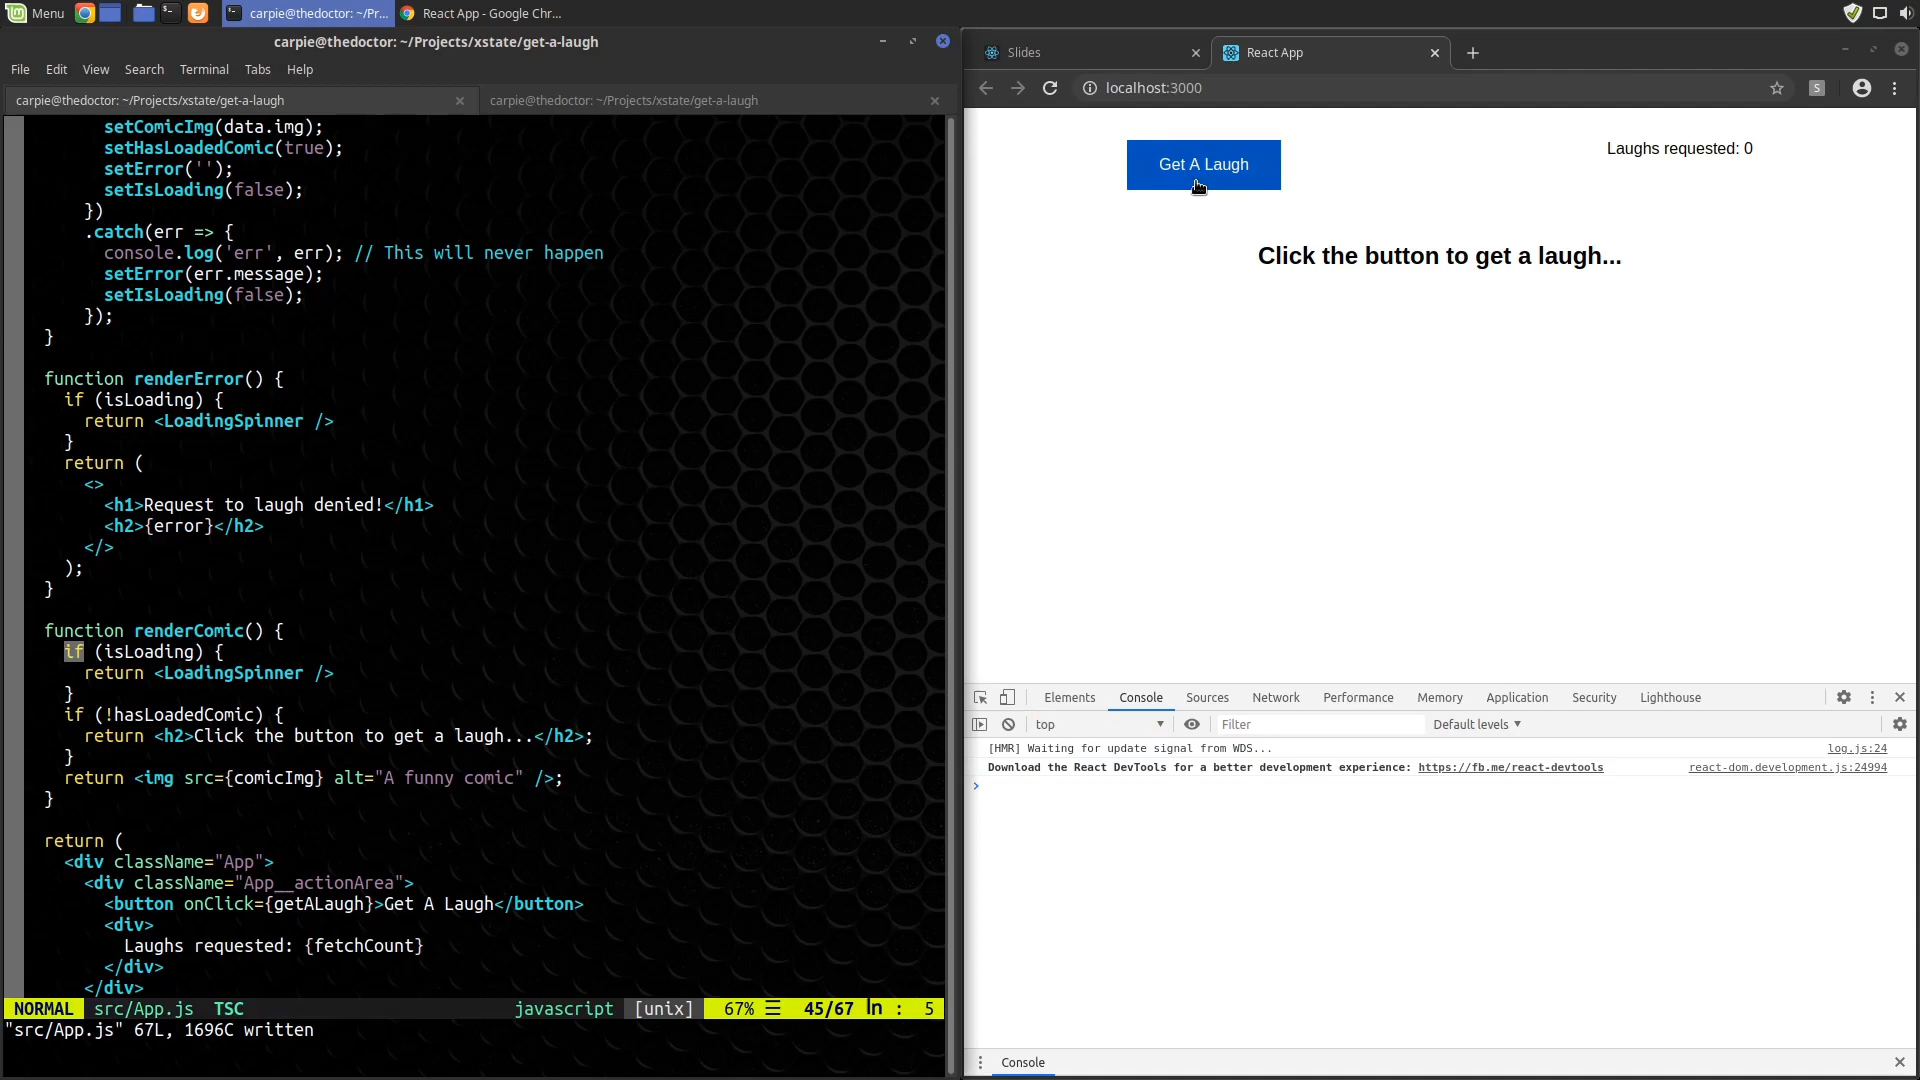 Menu
carpie@thedoctor: ~/Pr...
React App - Google Chr...
carpie@thedoctor: ~/Projects/xstate/get-a-laugh
File Edit View Search Terminal Tabs Help
carpie@thedoctor: ~/Projects/xstate/get-a-laugh
carpie@thedoctor: ~/Projects/xstate/get-a-laugh
setComicImg(data.img);
setHasLoadedComic(true);
setError('');
setIsLoading(false);
})
.catch(err => {
console.log('err', err); // This will never happen
setError(err.message);
setIsLoading(false);
});
}
function renderError() {
if (isLoading) {
return <LoadingSpinner />
}
return (
<>
<h1>Request to laugh denied!</h1>
<h2>{error}</h2>
</>
);
}
function renderComic() {
if (isLoading) {
return <LoadingSpinner />
}
if (!hasLoadedComic) {
return <h2>Click the button to get a laugh...</h2>;
}
return <img src={comicImg} alt="A funny comic" />;
}
return (
<div className="App">
<div className="App__actionArea">
<button onClick={getALaugh}>Get A Laugh</button>
<div>
Laughs requested: {fetchCount}
</div>
</div>
NORMAL src/App.js TSC javascript [unix] 67% ☰ 45/67 ln : 5
"src/App.js" 67L, 1696C written
Slides
React App
localhost:3000
S
Get A Laugh
Laughs requested: 0
Click the button to get a laugh...
Elements Console Sources Network Performance Memory Application Security Lighthouse
top
Filter
Default levels
[HMR] Waiting for update signal from WDS... log.js:24
Download the React DevTools for a better development experience: https://fb.me/react-devtools react-dom.development.js:24994
Console